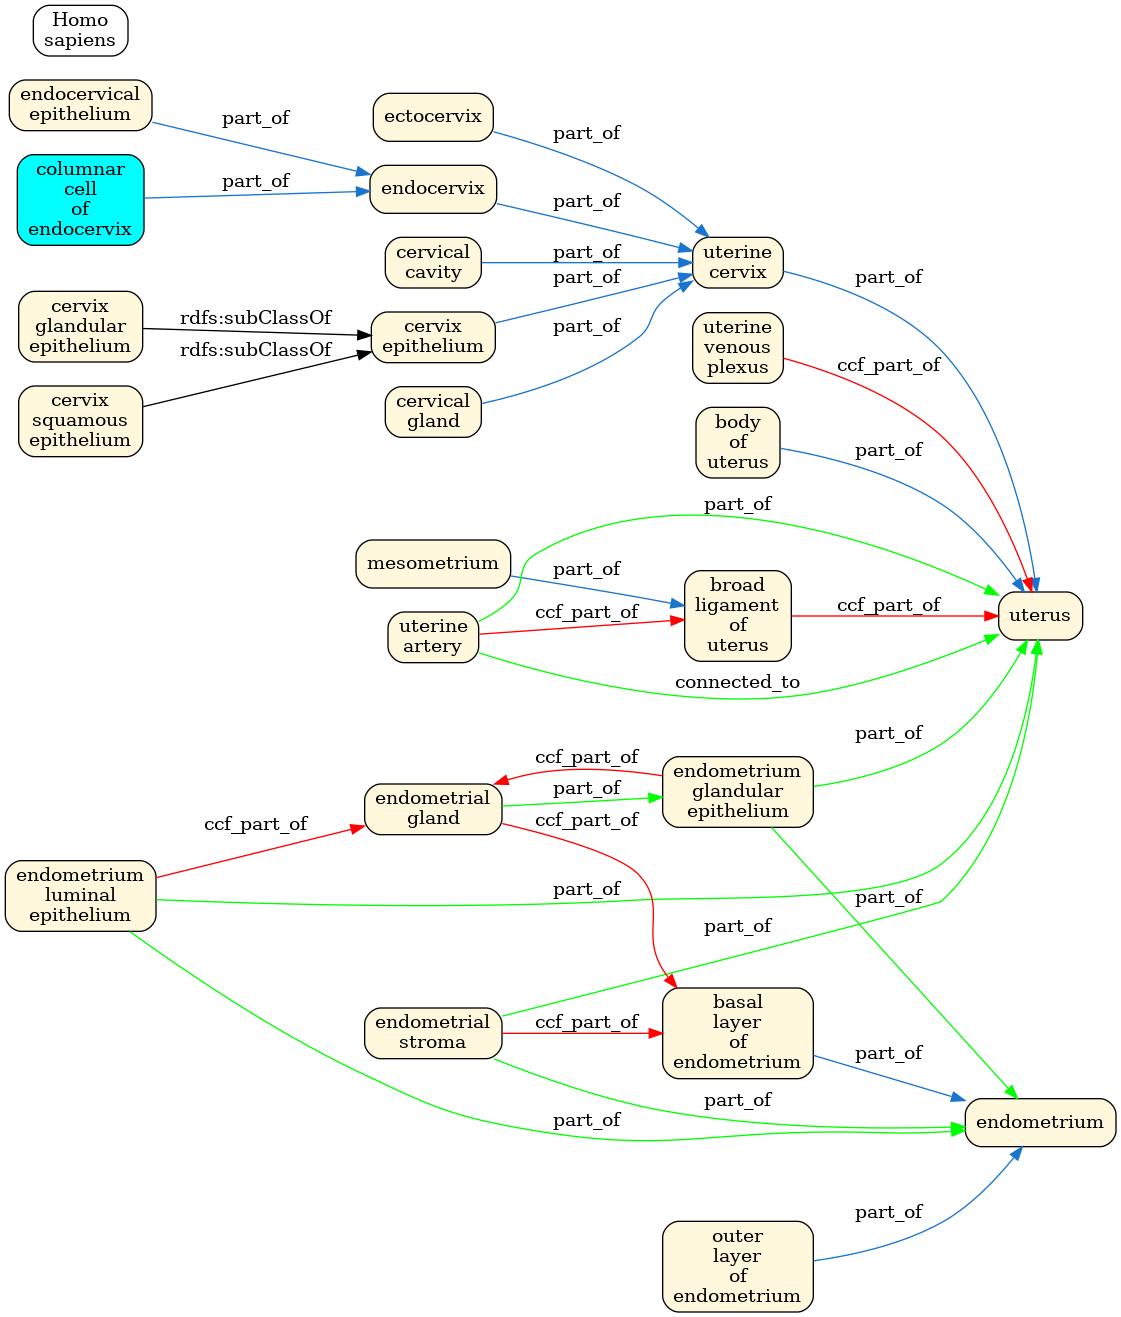 Homo
sapiens
endocervical
epithelium
part_of
ectocervix
part_of
columnar
cell
of
endocervix
part_of
endocervix
part_of
cervical
cavity
part_of
uterine
cervix
part_of
part_of
cervix
glandular
epithelium
rdfs:subClassOf
cervix
epithelium
part_of
uterine
venous
plexus
ccf_part_of
rdfs:subClassOf
cervix
squamous
epithelium
cervical
gland
body
of
uterus
part_of
part_of
mesometrium
part_of
broad
ligament
of
uterus
ccf_part_of
uterus
uterine
artery
ccf_part_of
connected_to
part_of
ccf_part_of
endometrium
glandular
epithelium
endometrial
gland
part_of
ccf_part_of
ccf_part_of
endometrium
luminal
epithelium
part_of
part_of
part_of
endometrial
stroma
ccf_part_of
basal
layer
of
endometrium
part_of
part_of
part_of
endometrium
part_of
outer
layer
of
endometrium